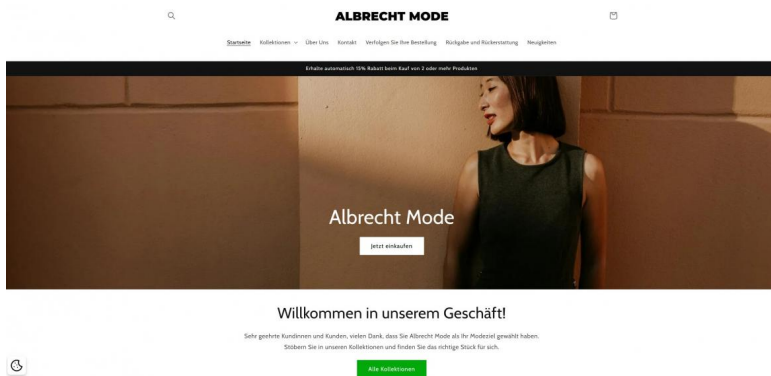 ALBRECHT MODE
Startseite Kollektionen Über Uns Kontakt Verfolgen Sie Ihre Bestellung Rückgabe und Rückerstattung Neuigkeiten
Erhalte automatisch 15% Rabatt beim Kauf von 2 oder mehr Produkten
Albrecht Mode
Jetzt einkaufen
Willkommen in unserem Geschäft!
Sehr geehrte Kundinnen und Kunden, vielen Dank, dass Sie Albrecht Mode als Ihr Modeziel gewählt haben.
Stöbern Sie in unseren Kollektionen und finden Sie das richtige Stück für sich.
Alle Kollektionen